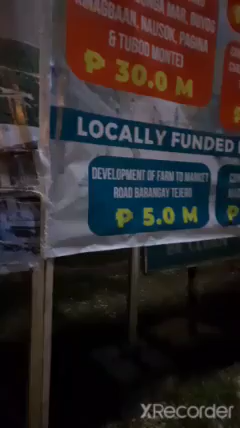 KINAGBAAN, NAUSOK, PAGINA
& TUBOD MONTE)
₱ 30.0 M
LOCALLY FUNDED
DEVELOPMENT OF FARM TO MARKET
ROAD BARANGAY TEJERO
₱ 5.0 M
XRecorder